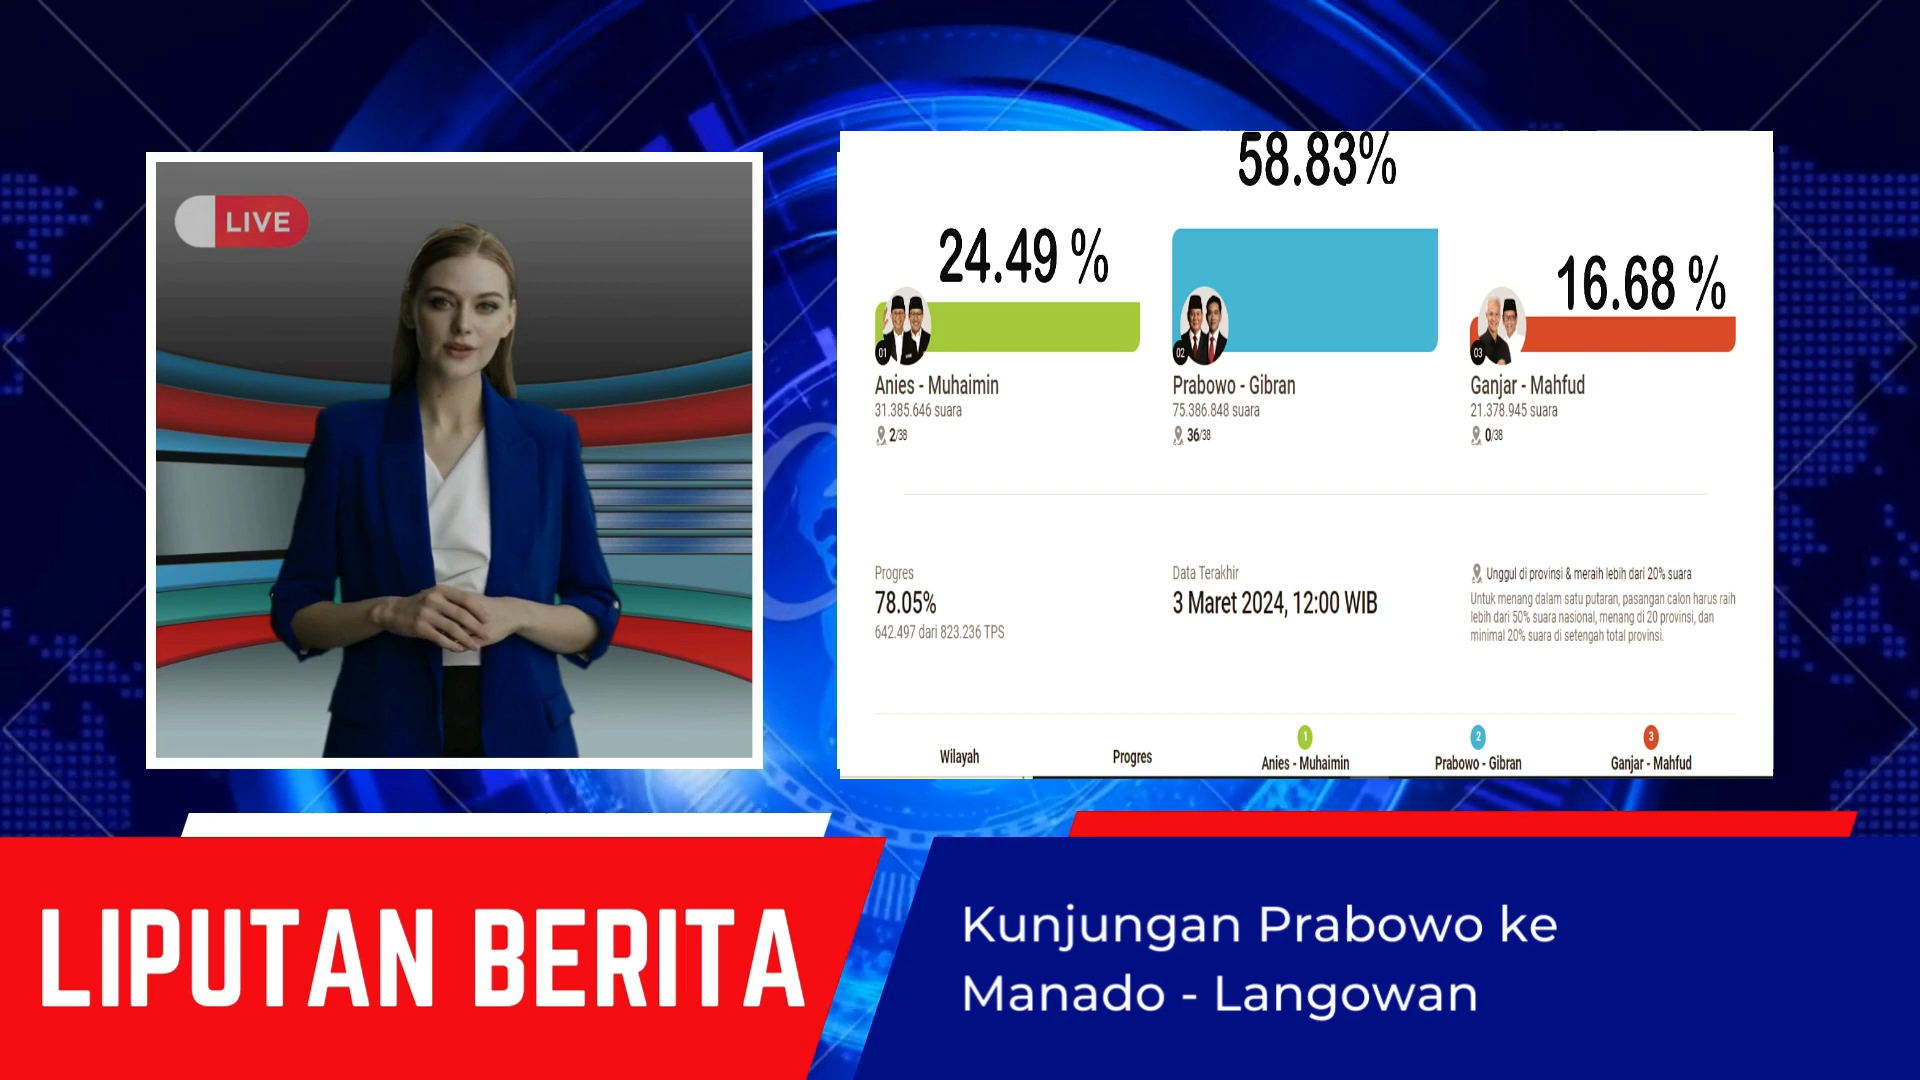 LIVE
58.83%
24.49 %
16.68 %
01
02
03
Anies - Muhaimin
31.385.646 suara
2/38
Prabowo - Gibran
75.386.848 suara
36/38
Ganjar - Mahfud
21.378.945 suara
0/38
Progres
78.05%
642.497 dari 823.236 TPS
Data Terakhir
3 Maret 2024, 12:00 WIB
Unggul di provinsi & meraih lebih dari 20% suara
Untuk menang dalam satu putaran, pasangan calon harus raih
lebih dari 50% suara nasional, menang di 20 provinsi, dan
minimal 20% suara di setengah total provinsi.
Wilayah
Progres
1
Anies - Muhaimin
2
Prabowo - Gibran
3
Ganjar - Mahfud
LIPUTAN BERITA
Kunjungan Prabowo ke
Manado - Langowan